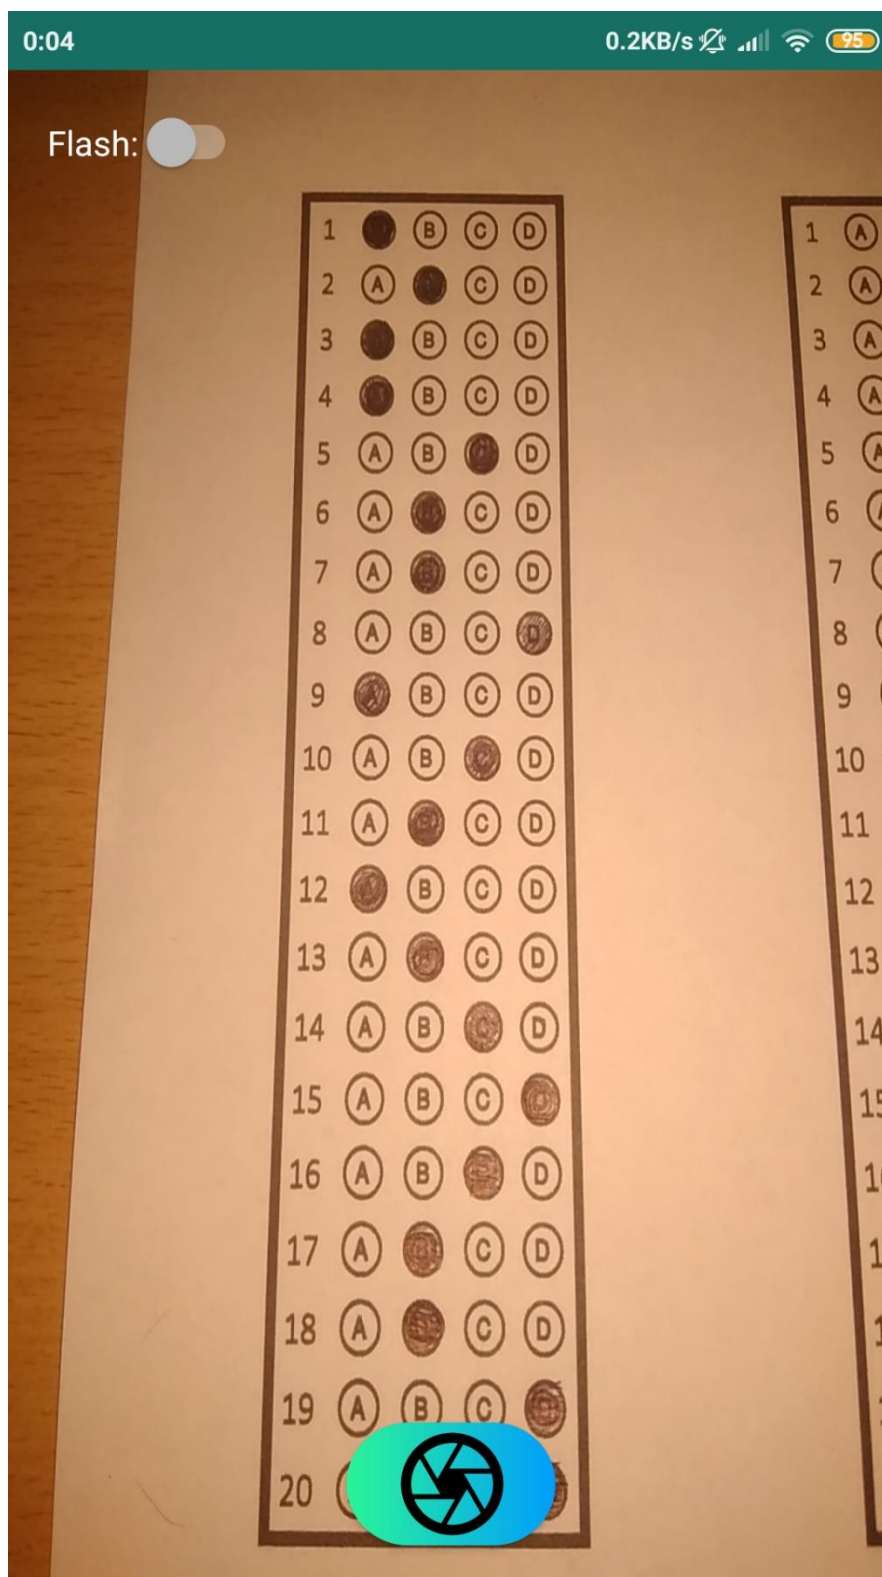 0:04 0.2KB/s 95
Flash:
1 B C D
2 A C D
3 B C D
4 B C D
5 A B D
6 A C D
7 A C D
8 A B C D
9 A B C D
10 A B C D
11 A C D
12 A B C D
13 A C D
14 A B C D
15 A B C D
16 A B D
17 A B C D
18 A C D
19 A B C
20
1 A
2 A
3 A
4 A
5 A
6
7
8
9
10
11
12
13
14